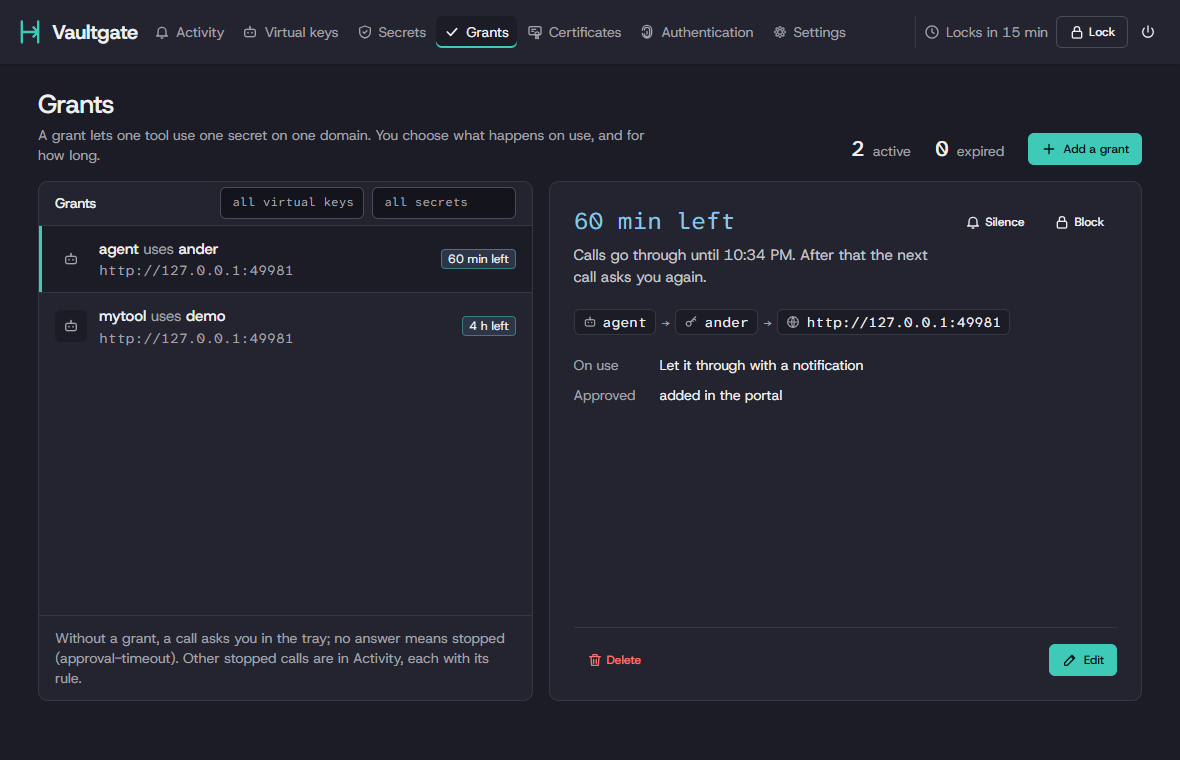 Vaultgate Activity Virtual keys Secrets Grants Certificates Authentication Settings Locks in 15 min Lock
Grants
A grant lets one tool use one secret on one domain. You choose what happens on use, and for
how long.
2 active 0 expired Add a grant
Grants all virtual keys all secrets
agent uses ander
http://127.0.0.1:49981
60 min left
mytool uses demo
http://127.0.0.1:49981
4 h left
Without a grant, a call asks you in the tray; no answer means stopped
(approval-timeout). Other stopped calls are in Activity, each with its
rule.
60 min left Silence Block
Calls go through until 10:34 PM. After that the next
call asks you again.
agent → ander → http://127.0.0.1:49981
On use Let it through with a notification
Approved added in the portal
Delete Edit